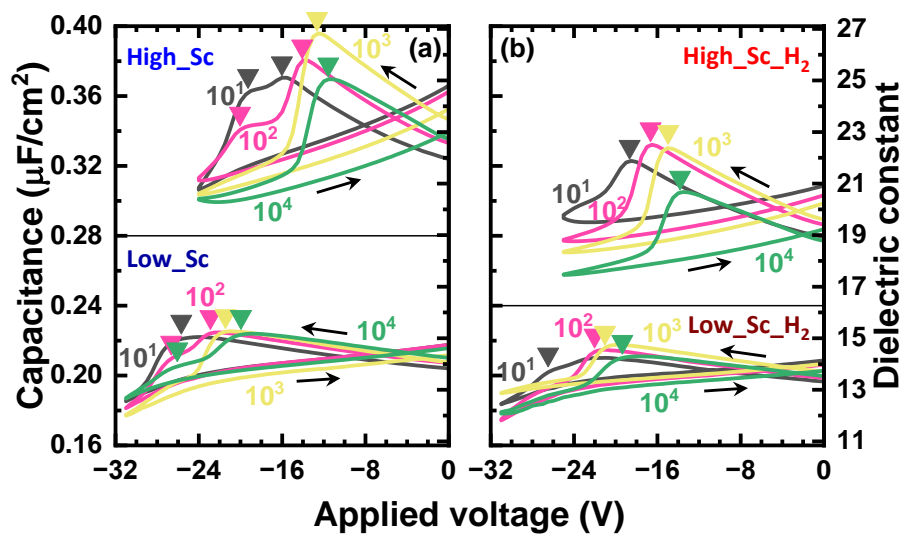 (a)
(b)
High_Sc
High_Sc_H₂
10¹
10²
10³
10⁴
10¹
10²
10³
10⁴
Low_Sc
Low_Sc_H₂
10¹
10²
10³
10⁴
10¹
10²
10³
10⁴
Capacitance (μF/cm²)
0.40
0.36
0.32
0.28
0.24
0.20
0.16
Dielectric constant
27
25
23
21
19
17
15
13
11
−32 −24 −16 −8 0
−32 −24 −16 −8 0
Applied voltage (V)